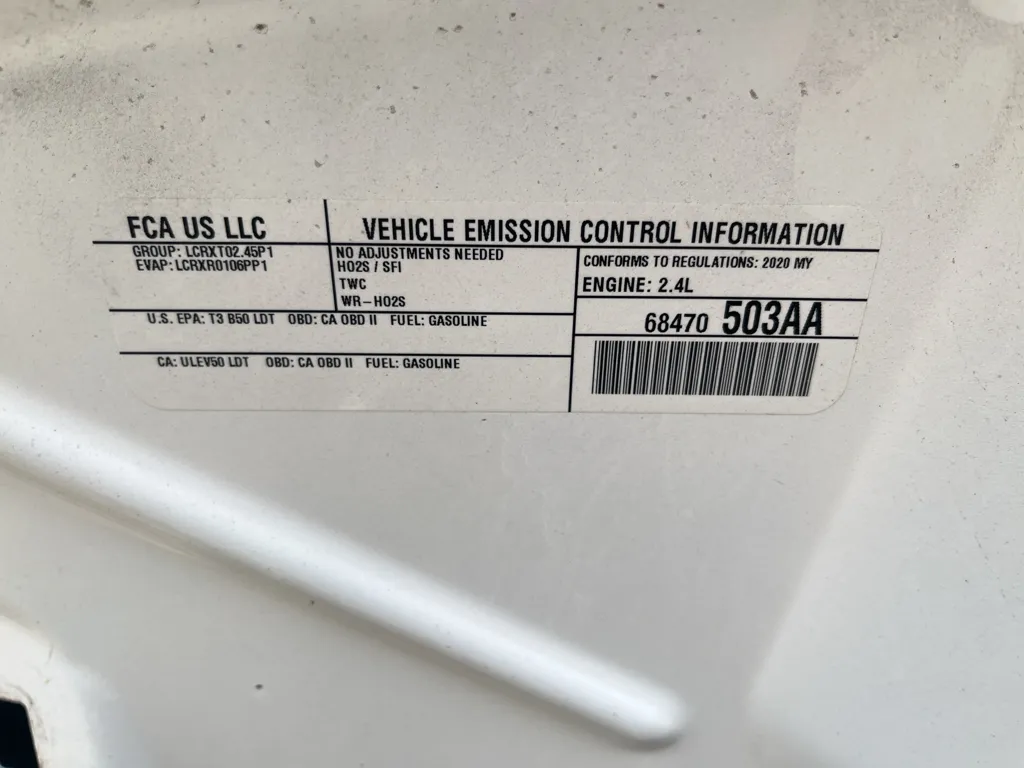 FCA US LLC
VEHICLE EMISSION CONTROL INFORMATION
GROUP: LCRXT02.45P1
EVAP: LCRXR0106PP1
NO ADJUSTMENTS NEEDED
HO2S / SFI
TWC
WR-HO2S
CONFORMS TO REGULATIONS: 2020 MY
ENGINE: 2.4L
U.S. EPA: T3 B50 LDT OBD: CA OBD II FUEL: GASOLINE
68470 503AA
CA: ULEV50 LDT OBD: CA OBD II FUEL: GASOLINE